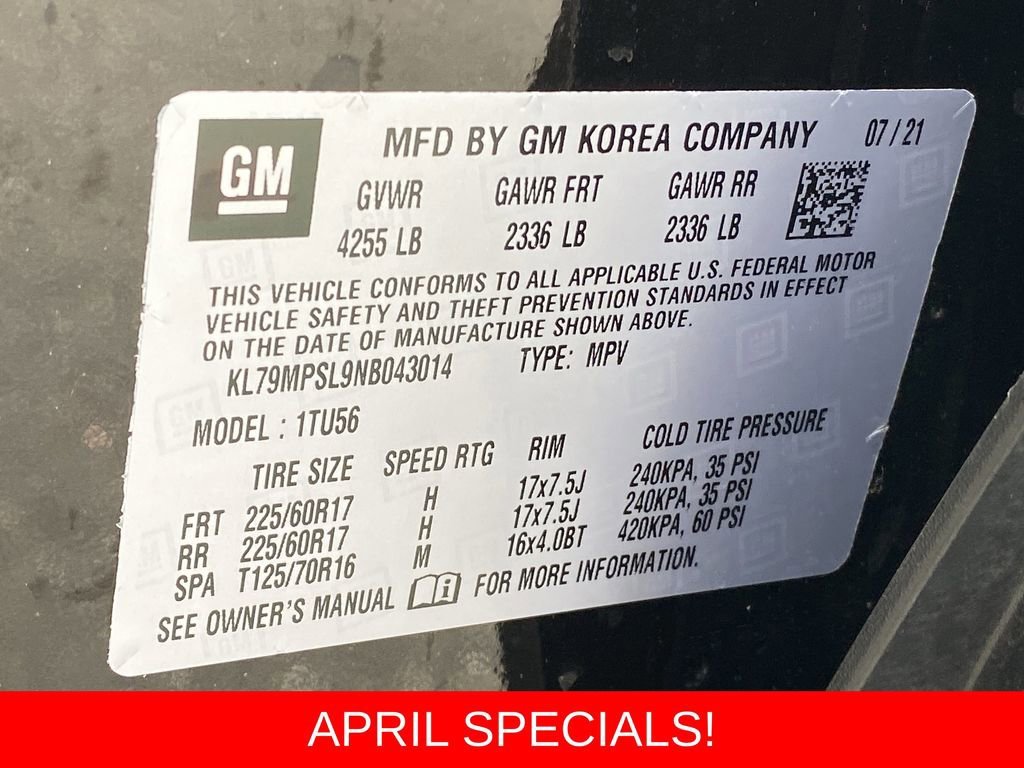 GM
MFD BY GM KOREA COMPANY 07/21
GVWR GAWR FRT GAWR RR
4255 LB 2336 LB 2336 LB
THIS VEHICLE CONFORMS TO ALL APPLICABLE U.S. FEDERAL MOTOR
VEHICLE SAFETY AND THEFT PREVENTION STANDARDS IN EFFECT
ON THE DATE OF MANUFACTURE SHOWN ABOVE.
KL79MPSL9NB043014 TYPE: MPV
MODEL : 1TU56
TIRE SIZE SPEED RTG RIM COLD TIRE PRESSURE
FRT 225/60R17 H 17x7.5J 240KPA, 35 PSI
RR 225/60R17 H 17x7.5J 240KPA, 35 PSI
SPA T125/70R16 M 16x4.0BT 420KPA, 60 PSI
SEE OWNER'S MANUAL i FOR MORE INFORMATION.
APRIL SPECIALS!